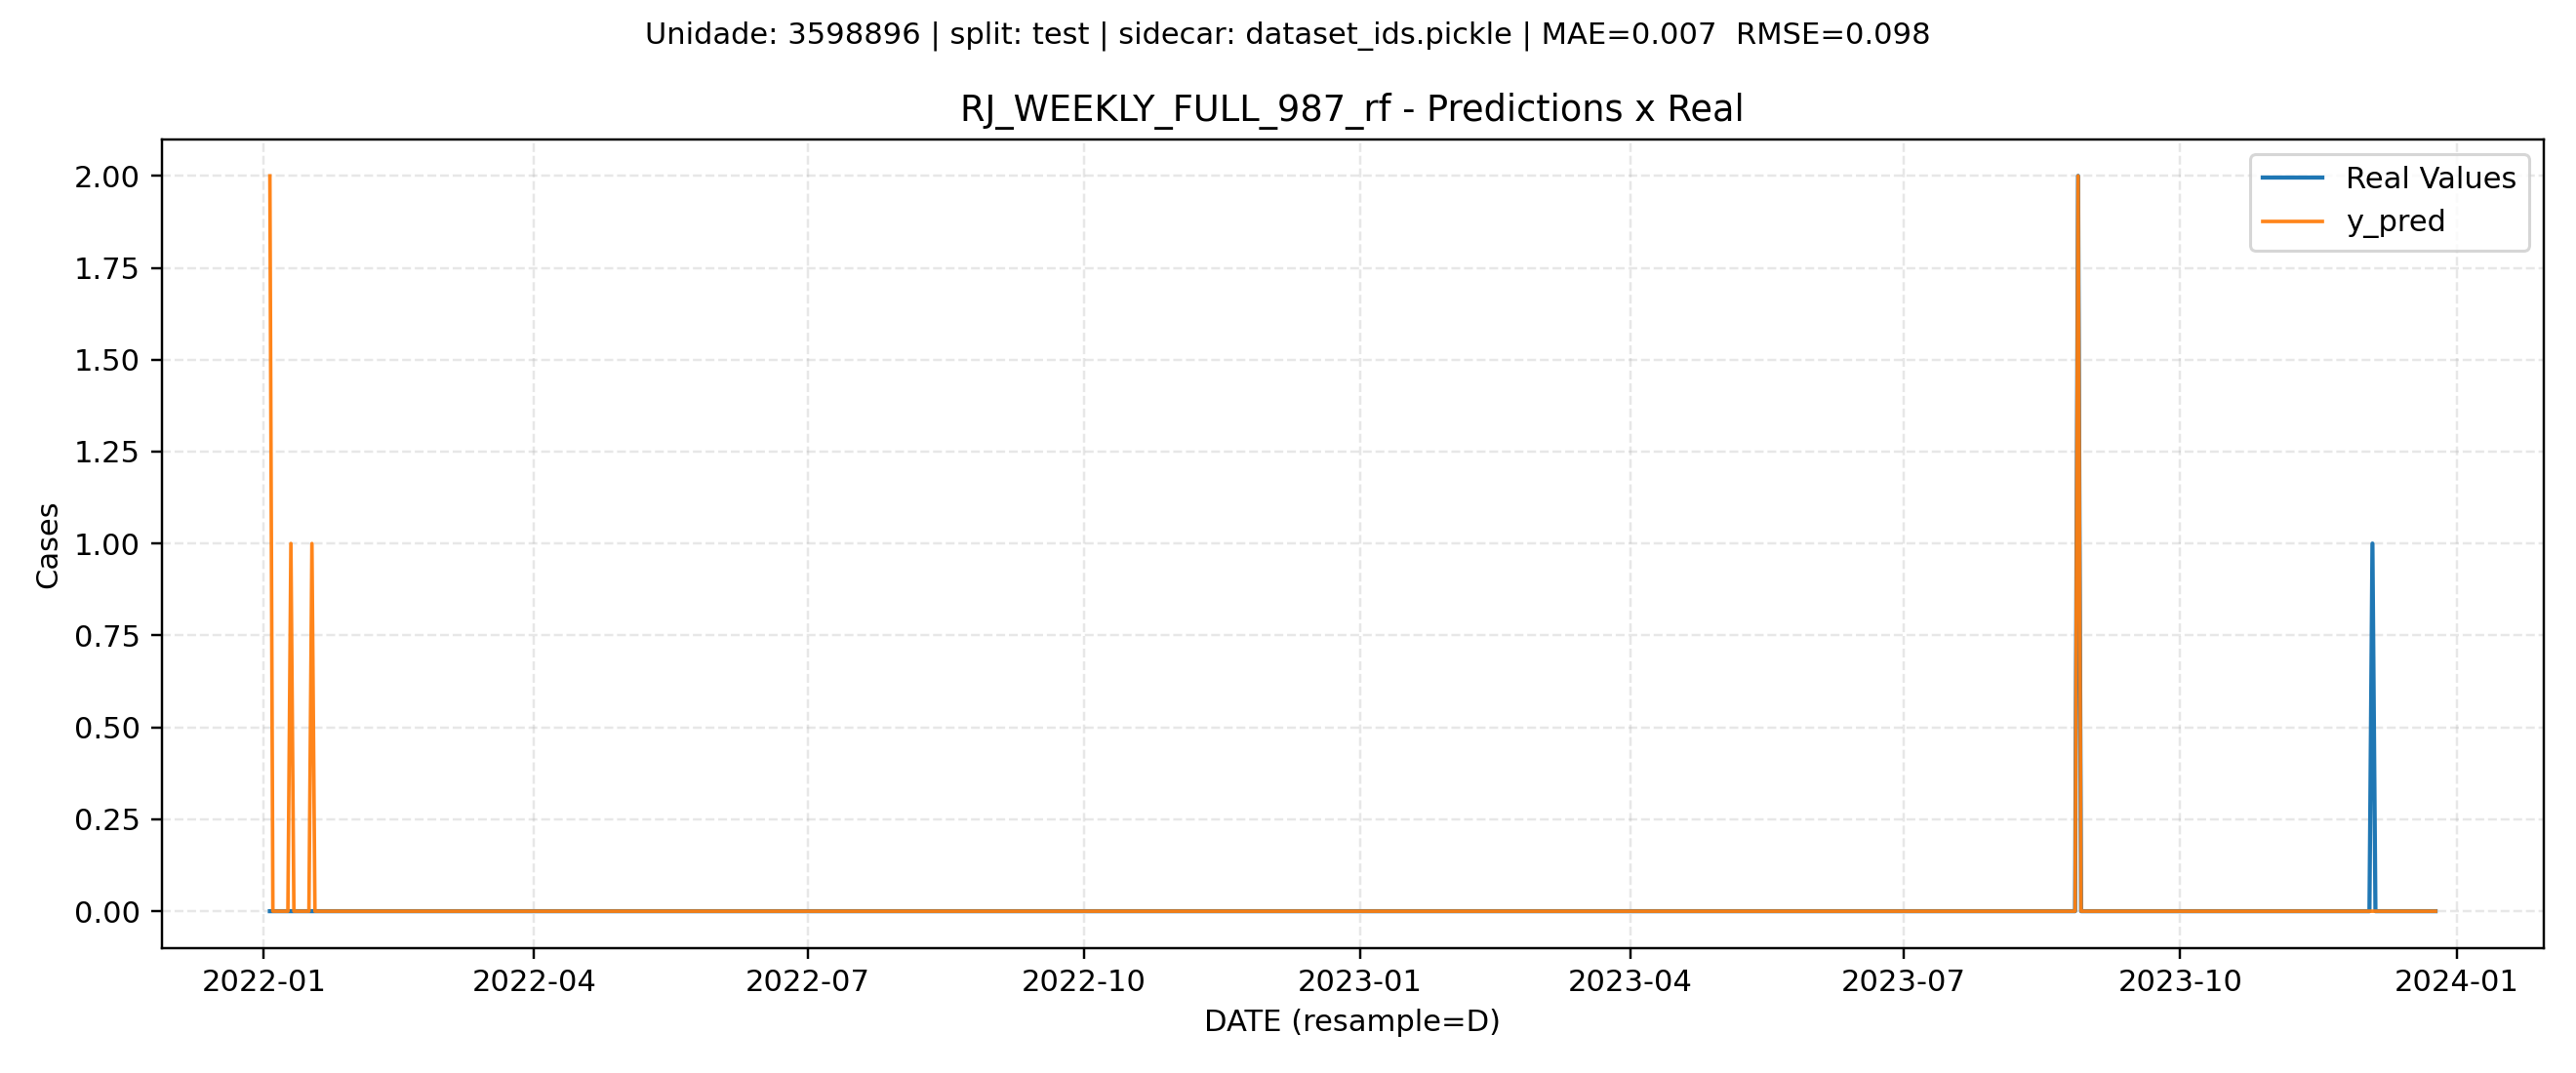 Unidade: 3598896 | split: test | sidecar: dataset_ids.pickle | MAE=0.007  RMSE=0.098
RJ_WEEKLY_FULL_987_rf - Predictions x Real
Real Values
y_pred
2.00
1.75
1.50
1.25
1.00
0.75
0.50
0.25
0.00
Cases
2022-01 2022-04 2022-07 2022-10 2023-01 2023-04 2023-07 2023-10 2024-01
DATE (resample=D)